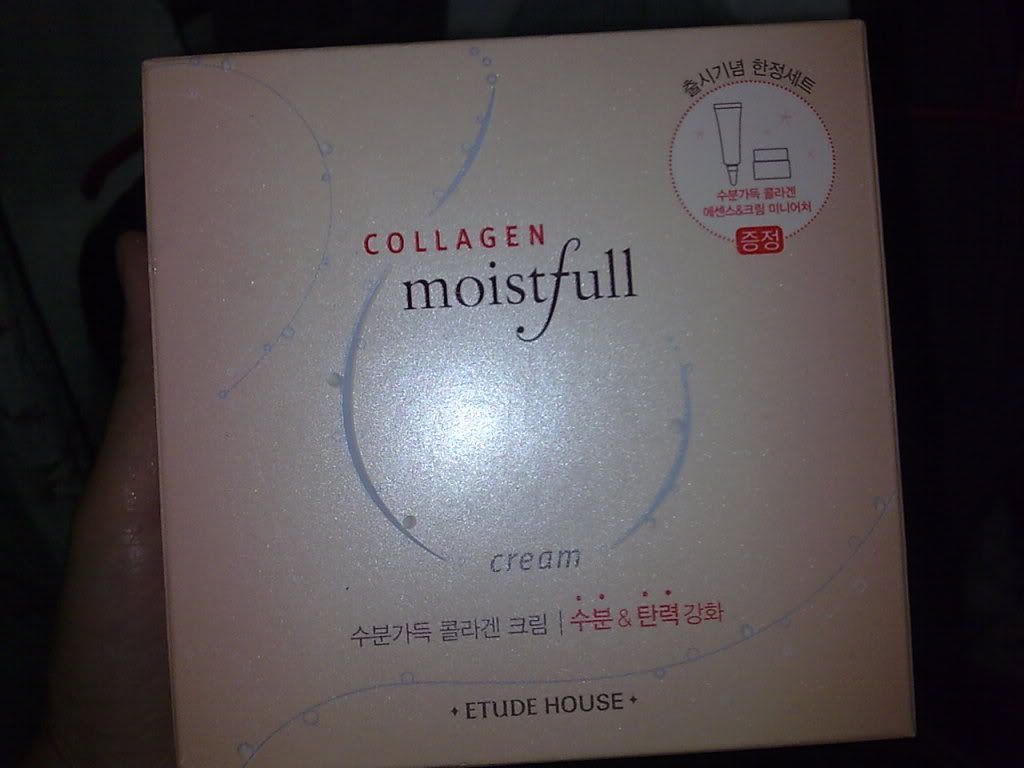 출시기념 한정세트
수분가득 콜라겐
에센스&크림 미니어처
증정
COLLAGEN
moistfull
cream
수분가득 콜라겐 크림 | 수분 & 탄력 강화
ETUDE HOUSE